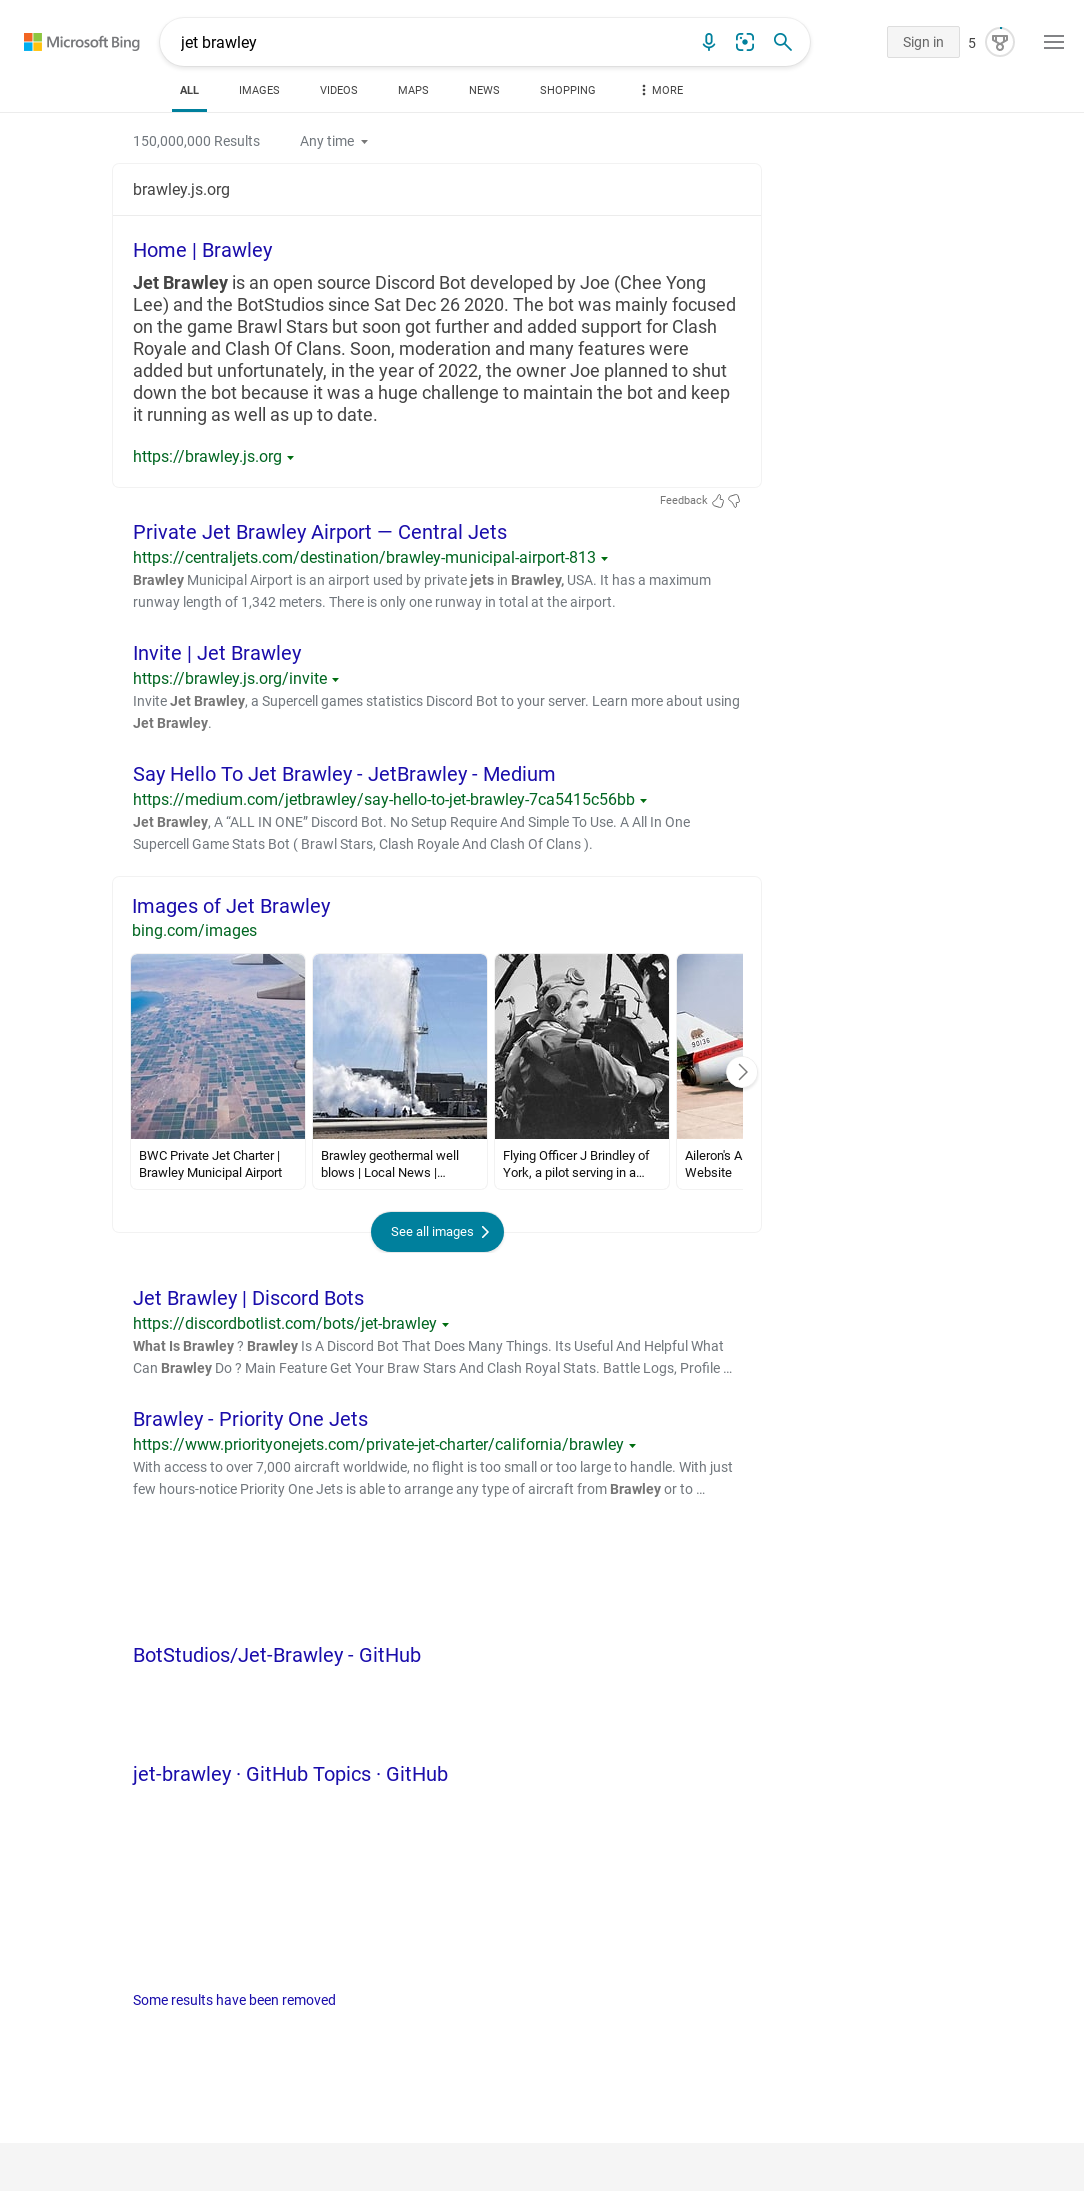 Microsoft Bing
jet brawley
Sign in
5
ALL
IMAGES
VIDEOS
MAPS
NEWS
SHOPPING
MORE
150,000,000 Results
Any time
brawley.js.org
Home | Brawley
Jet Brawley is an open source Discord Bot developed by Joe (Chee Yong
Lee) and the BotStudios since Sat Dec 26 2020. The bot was mainly focused
on the game Brawl Stars but soon got further and added support for Clash
Royale and Clash Of Clans. Soon, moderation and many features were
added but unfortunately, in the year of 2022, the owner Joe planned to shut
down the bot because it was a huge challenge to maintain the bot and keep
it running as well as up to date.
https://brawley.js.org
Feedback
Private Jet Brawley Airport — Central Jets
https://centraljets.com/destination/brawley-municipal-airport-813
Brawley Municipal Airport is an airport used by private jets in Brawley, USA. It has a maximum
runway length of 1,342 meters. There is only one runway in total at the airport.
Invite | Jet Brawley
https://brawley.js.org/invite
Invite Jet Brawley, a Supercell games statistics Discord Bot to your server. Learn more about using
Jet Brawley.
Say Hello To Jet Brawley - JetBrawley - Medium
https://medium.com/jetbrawley/say-hello-to-jet-brawley-7ca5415c56bb
Jet Brawley, A “ALL IN ONE” Discord Bot. No Setup Require And Simple To Use. A All In One
Supercell Game Stats Bot ( Brawl Stars, Clash Royale And Clash Of Clans ).
Images of Jet Brawley
bing.com/images
90136
CALIFORNIA
BWC Private Jet Charter |
Brawley Municipal Airport
Brawley geothermal well
blows | Local News |…
Flying Officer J Brindley of
York, a pilot serving in a…
Aileron's A
Website
See all images
Jet Brawley | Discord Bots
https://discordbotlist.com/bots/jet-brawley
What Is Brawley ? Brawley Is A Discord Bot That Does Many Things. Its Useful And Helpful What
Can Brawley Do ? Main Feature Get Your Braw Stars And Clash Royal Stats. Battle Logs, Profile …
Brawley - Priority One Jets
https://www.priorityonejets.com/private-jet-charter/california/brawley
With access to over 7,000 aircraft worldwide, no flight is too small or too large to handle. With just
few hours-notice Priority One Jets is able to arrange any type of aircraft from Brawley or to …
BotStudios/Jet-Brawley - GitHub
jet-brawley · GitHub Topics · GitHub
Some results have been removed